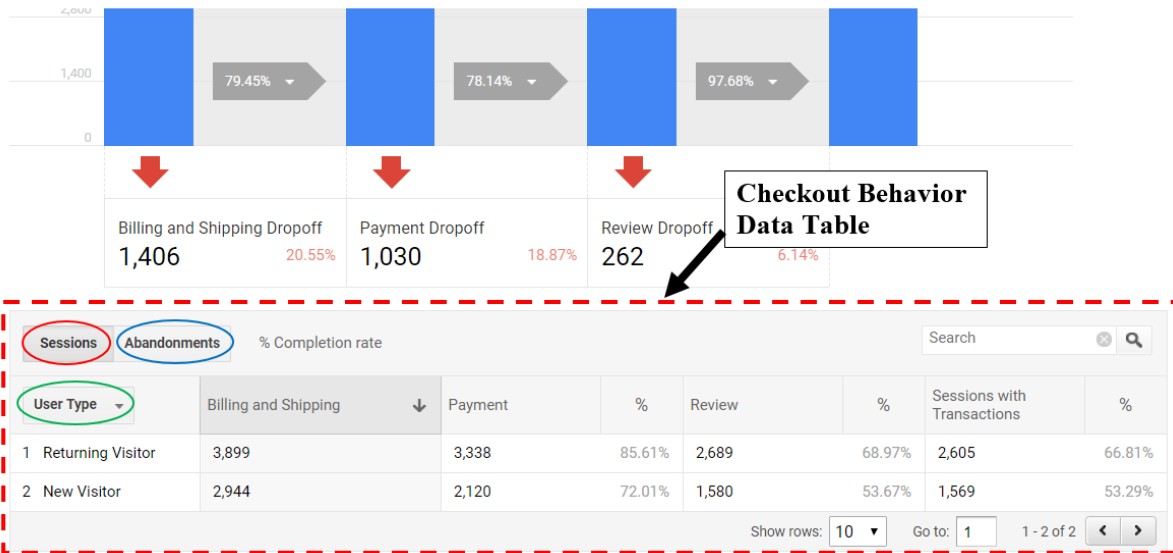 2,800
1,400
79.45%
78.14%
97.68%
0
Checkout Behavior
Data Table
Billing and Shipping Dropoff
1,406 20.55%
Payment Dropoff
1,030 18.87%
Review Dropoff
262 6.14%
Sessions Abandonments % Completion rate Search
User Type Billing and Shipping Payment % Review % Sessions with
Transactions %
1 Returning Visitor 3,899 3,338 85.61% 2,689 68.97% 2,605 66.81%
2 New Visitor 2,944 2,120 72.01% 1,580 53.67% 1,569 53.29%
Show rows: 10 Go to: 1 1 - 2 of 2